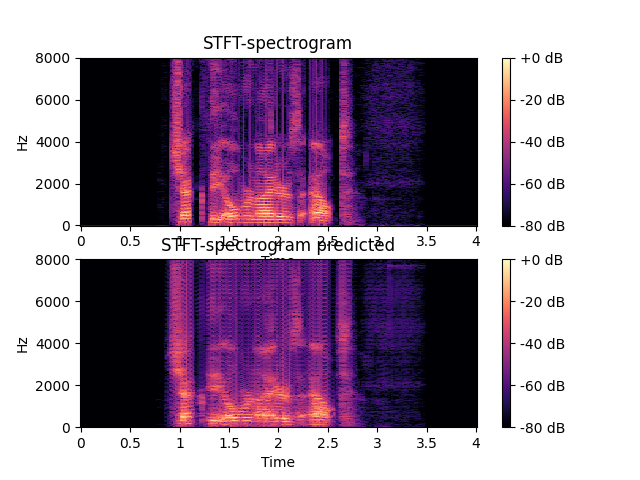 STFT-spectrogram
8000
6000
4000
2000
0
Hz
0 0.5 1 1.5 2 2.5 3 3.5 4
Time
+0 dB
-20 dB
-40 dB
-60 dB
-80 dB
STFT-spectrogram predicted
8000
6000
4000
2000
0
Hz
0 0.5 1 1.5 2 2.5 3 3.5 4
Time
+0 dB
-20 dB
-40 dB
-60 dB
-80 dB